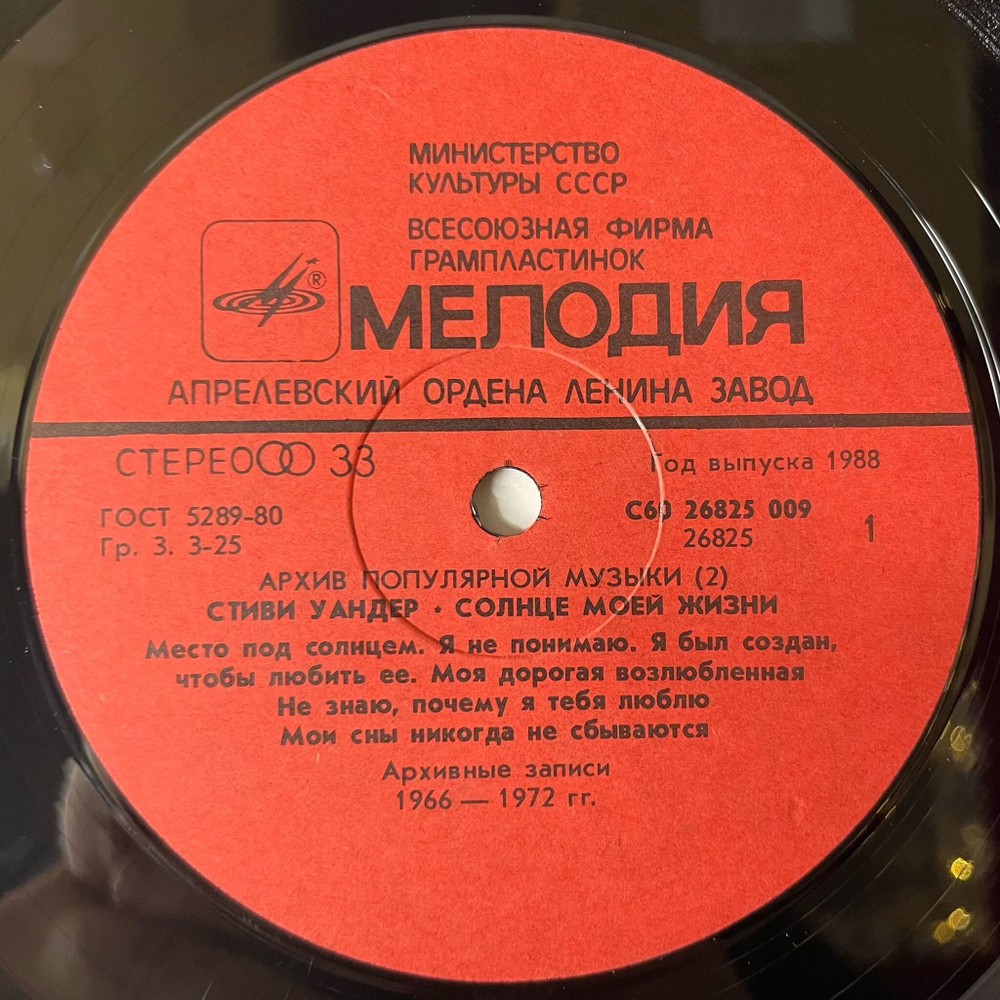 МИНИСТЕРСТВО
КУЛЬТУРЫ СССР
ВСЕСОЮЗНАЯ ФИРМА
ГРАМПЛАСТИНОК
®
МЕЛОДИЯ
АПРЕЛЕВСКИЙ ОРДЕНА ЛЕНИНА ЗАВОД
СТЕРЕО 33
Год выпуска 1988
ГОСТ 5289-80
С60 26825 009
Гр. 3. 3-25
26825
1
АРХИВ ПОПУЛЯРНОЙ МУЗЫКИ (2)
СТИВИ УАНДЕР · СОЛНЦЕ МОЕЙ ЖИЗНИ
Место под солнцем. Я не понимаю. Я был создан,
чтобы любить ее. Моя дорогая возлюбленная
Не знаю, почему я тебя люблю
Мои сны никогда не сбываются
Архивные записи
1966 — 1972 гг.